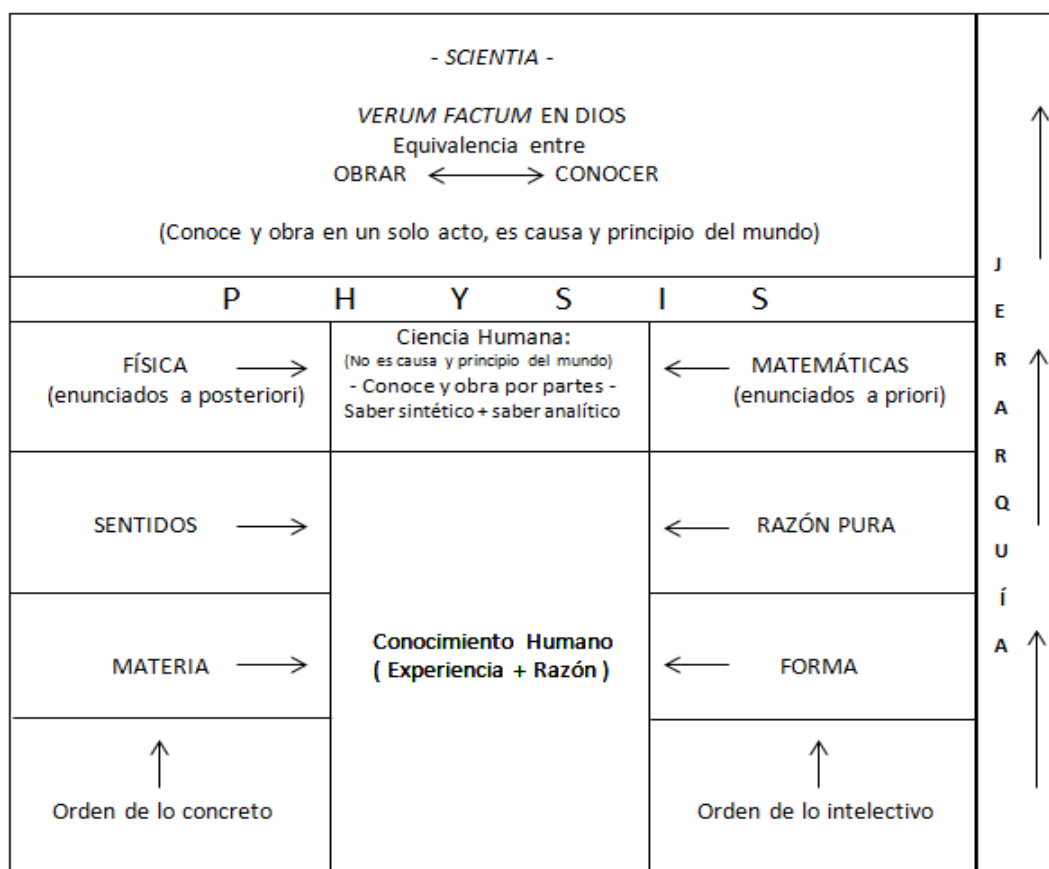 - SCIENTIA -
VERUM FACTUM EN DIOS
Equivalencia entre
OBRAR CONOCER
(Conoce y obra en un solo acto, es causa y principio del mundo)
P H Y S I S
FÍSICA
(enunciados a posteriori)
Ciencia Humana:
(No es causa y principio del mundo)
- Conoce y obra por partes -
Saber sintético + saber analítico
MATEMÁTICAS
(enunciados a priori)
SENTIDOS
RAZÓN PURA
MATERIA
Conocimiento Humano
( Experiencia + Razón )
FORMA
Orden de lo concreto
Orden de lo intelectivo
J
E
R
A
R
Q
U
Í
A